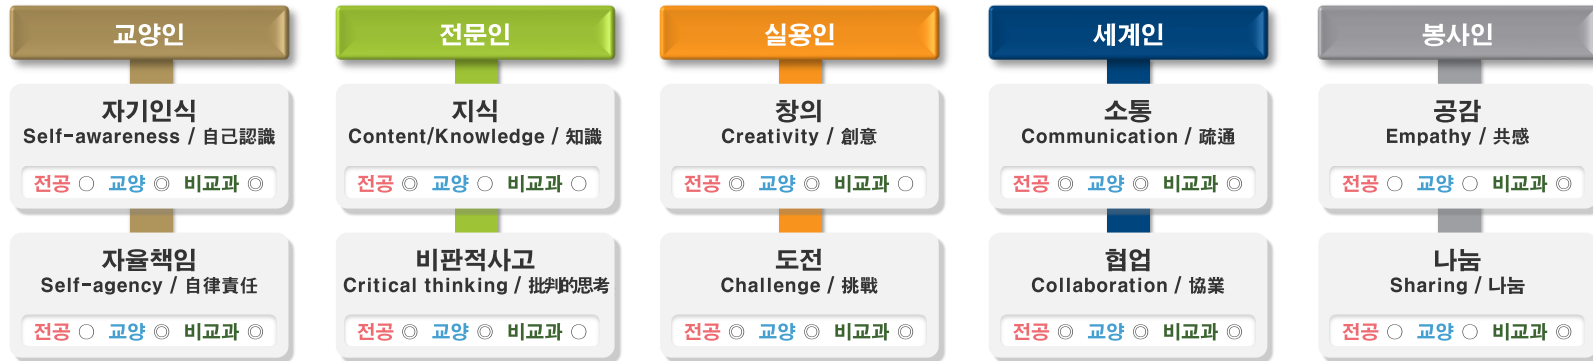 교양인
자기인식
Self-awareness / 自己認識
전공 ○ 교양 ◎ 비교과 ◎
자율책임
Self-agency / 自律責任
전공 ○ 교양 ◎ 비교과 ◎
전문인
지식
Content/Knowledge / 知識
전공 ◎ 교양 ○ 비교과 ○
비판적사고
Critical thinking / 批判的思考
전공 ◎ 교양 ◎ 비교과 ○
실용인
창의
Creativity / 創意
전공 ◎ 교양 ◎ 비교과 ○
도전
Challenge / 挑戰
전공 ◎ 교양 ◎ 비교과 ◎
세계인
소통
Communication / 疏通
전공 ◎ 교양 ◎ 비교과 ◎
협업
Collaboration / 協業
전공 ◎ 교양 ◎ 비교과 ◎
봉사인
공감
Empathy / 共感
전공 ○ 교양 ○ 비교과 ◎
나눔
Sharing / 나눔
전공 ○ 교양 ○ 비교과 ◎